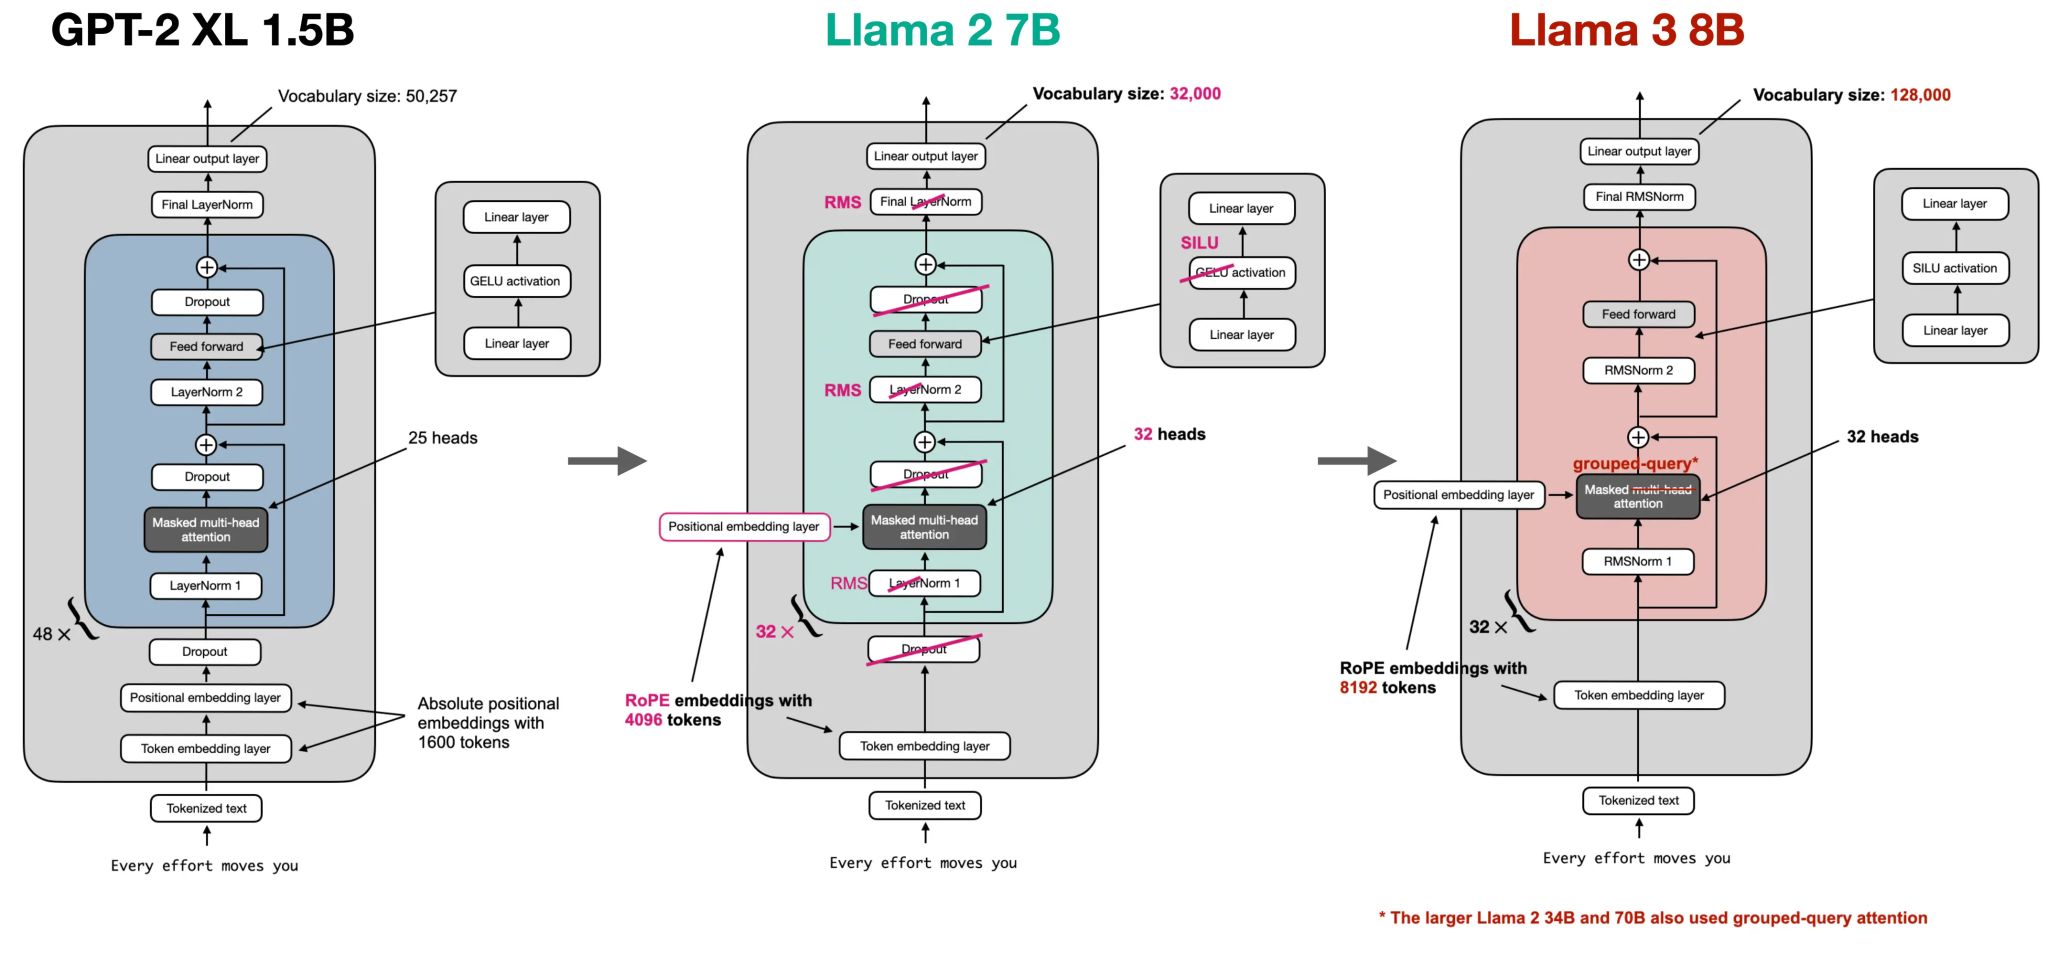 GPT-2 XL 1.5B
Vocabulary size: 50,257
Linear output layer
Final LayerNorm
Dropout
Feed forward
LayerNorm 2
Dropout
Masked multi-head
attention
LayerNorm 1
48 ×
Dropout
Positional embedding layer
Token embedding layer
Tokenized text
Every effort moves you
Linear layer
GELU activation
Linear layer
25 heads
Absolute positional
embeddings with
1600 tokens
Llama 2 7B
Vocabulary size: 32,000
Linear output layer
RMS Final LayerNorm
Dropout
Feed forward
RMS LayerNorm 2
Dropout
Positional embedding layer
Masked multi-head
attention
RMS LayerNorm 1
32 ×
Dropout
RoPE embeddings with
4096 tokens
Token embedding layer
Tokenized text
Every effort moves you
Linear layer
SILU
GELU activation
Linear layer
32 heads
Llama 3 8B
Vocabulary size: 128,000
Linear output layer
Final RMSNorm
Feed forward
RMSNorm 2
grouped-query*
Positional embedding layer
Masked multi-head
attention
RMSNorm 1
32 ×
RoPE embeddings with
8192 tokens
Token embedding layer
Tokenized text
Every effort moves you
Linear layer
SILU activation
Linear layer
32 heads
* The larger Llama 2 34B and 70B also used grouped-query attention